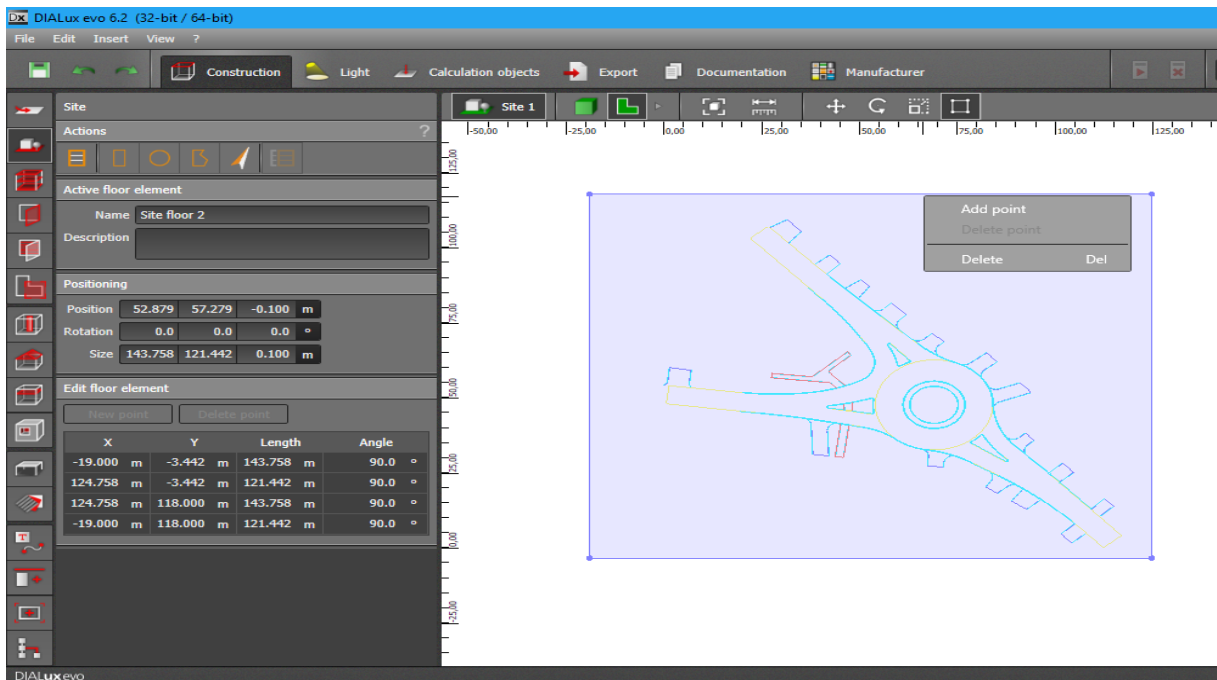 Dx DIALux evo 6.2 (32-bit / 64-bit)
File Edit Insert View ?
Construction Light Calculation objects Export Documentation Manufacturer
Site
Site 1
Actions ?
-50,00 -25,00 0,00 25,00 50,00 75,00 100,00 125,00
125,00
100,00
75,00
50,00
25,00
0,00
-25,00
Active floor element
Name Site floor 2
Description
Positioning
Position 52.879 57.279 -0.100 m
Rotation 0.0 0.0 0.0 °
Size 143.758 121.442 0.100 m
Edit floor element
New point Delete point
X Y Length Angle
-19.000 m -3.442 m 143.758 m 90.0 °
124.758 m -3.442 m 121.442 m 90.0 °
124.758 m 118.000 m 143.758 m 90.0 °
-19.000 m 118.000 m 121.442 m 90.0 °
Add point
Delete point
Delete Del
T
DIALux evo